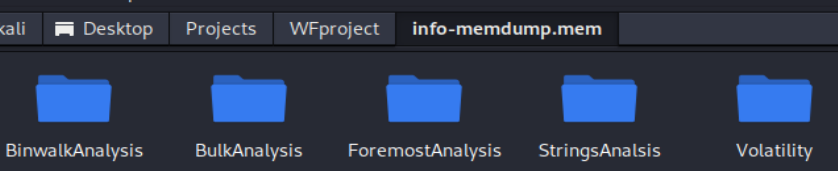 kali Desktop Projects WFproject info-memdump.mem
BinwalkAnalysis BulkAnalysis ForemostAnalysis StringsAnalsis Volatility